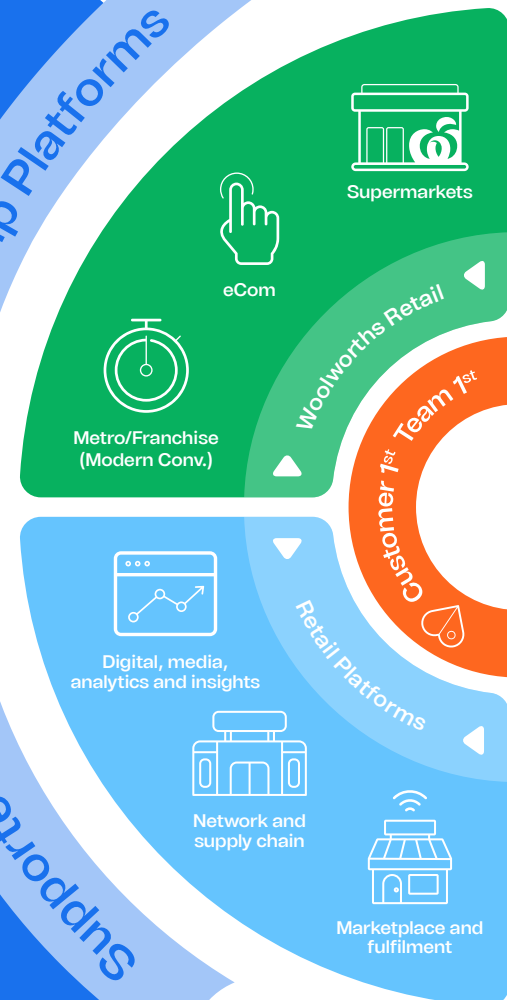 p Platforms
Supermarkets
eCom
Woolworths Retail
Metro/Franchise
(Modern Conv.)
Customer 1st Team 1st
Digital, media,
analytics and insights
Retail Platforms
Network and
supply chain
Marketplace and
fulfilment
Supporte